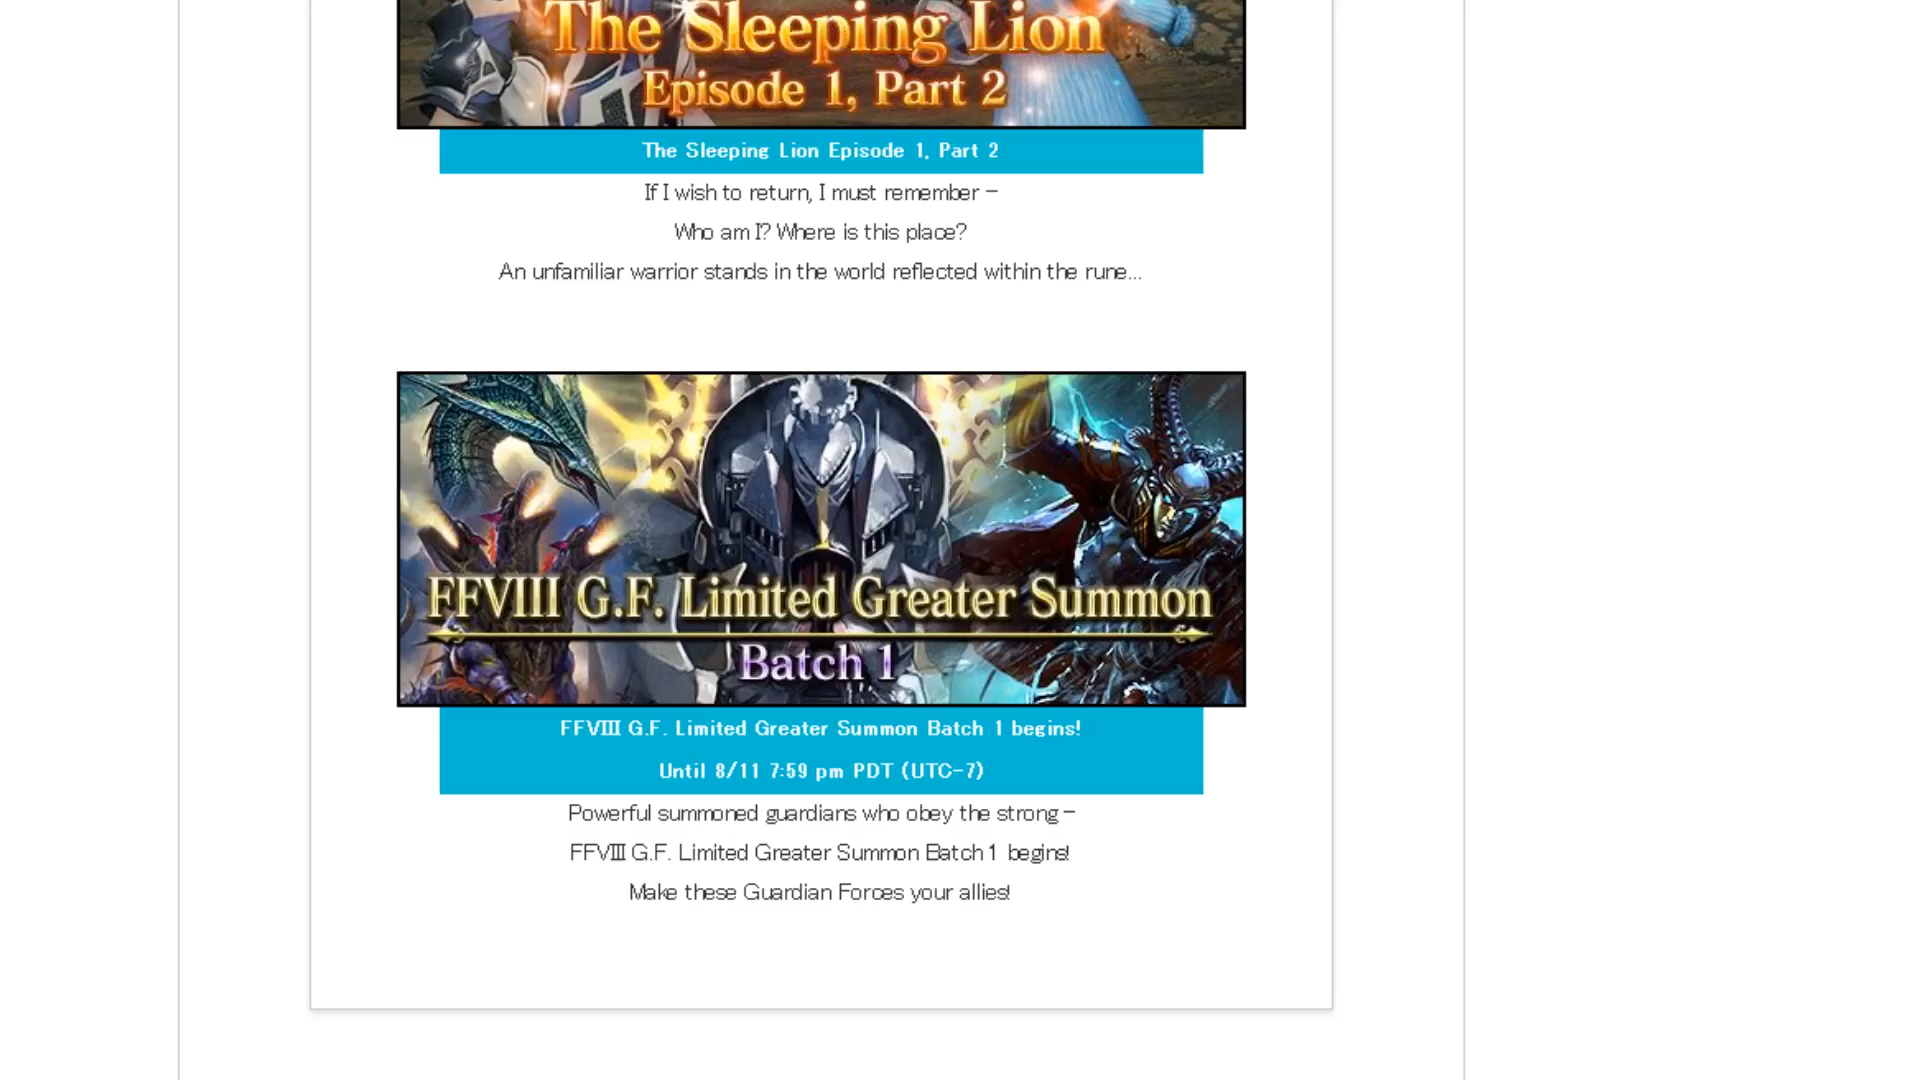 The Sleeping Lion
Episode 1, Part 2
The Sleeping Lion Episode 1, Part 2
If I wish to return, I must remember –
Who am I? Where is this place?
An unfamiliar warrior stands in the world reflected within the rune...
FFVIII G.F. Limited Greater Summon
Batch 1
FFVIII G.F. Limited Greater Summon Batch 1 begins!
Until 8/11 7:59 pm PDT (UTC-7)
Powerful summoned guardians who obey the strong –
FFVIII G.F. Limited Greater Summon Batch 1 begins!
Make these Guardian Forces your allies!